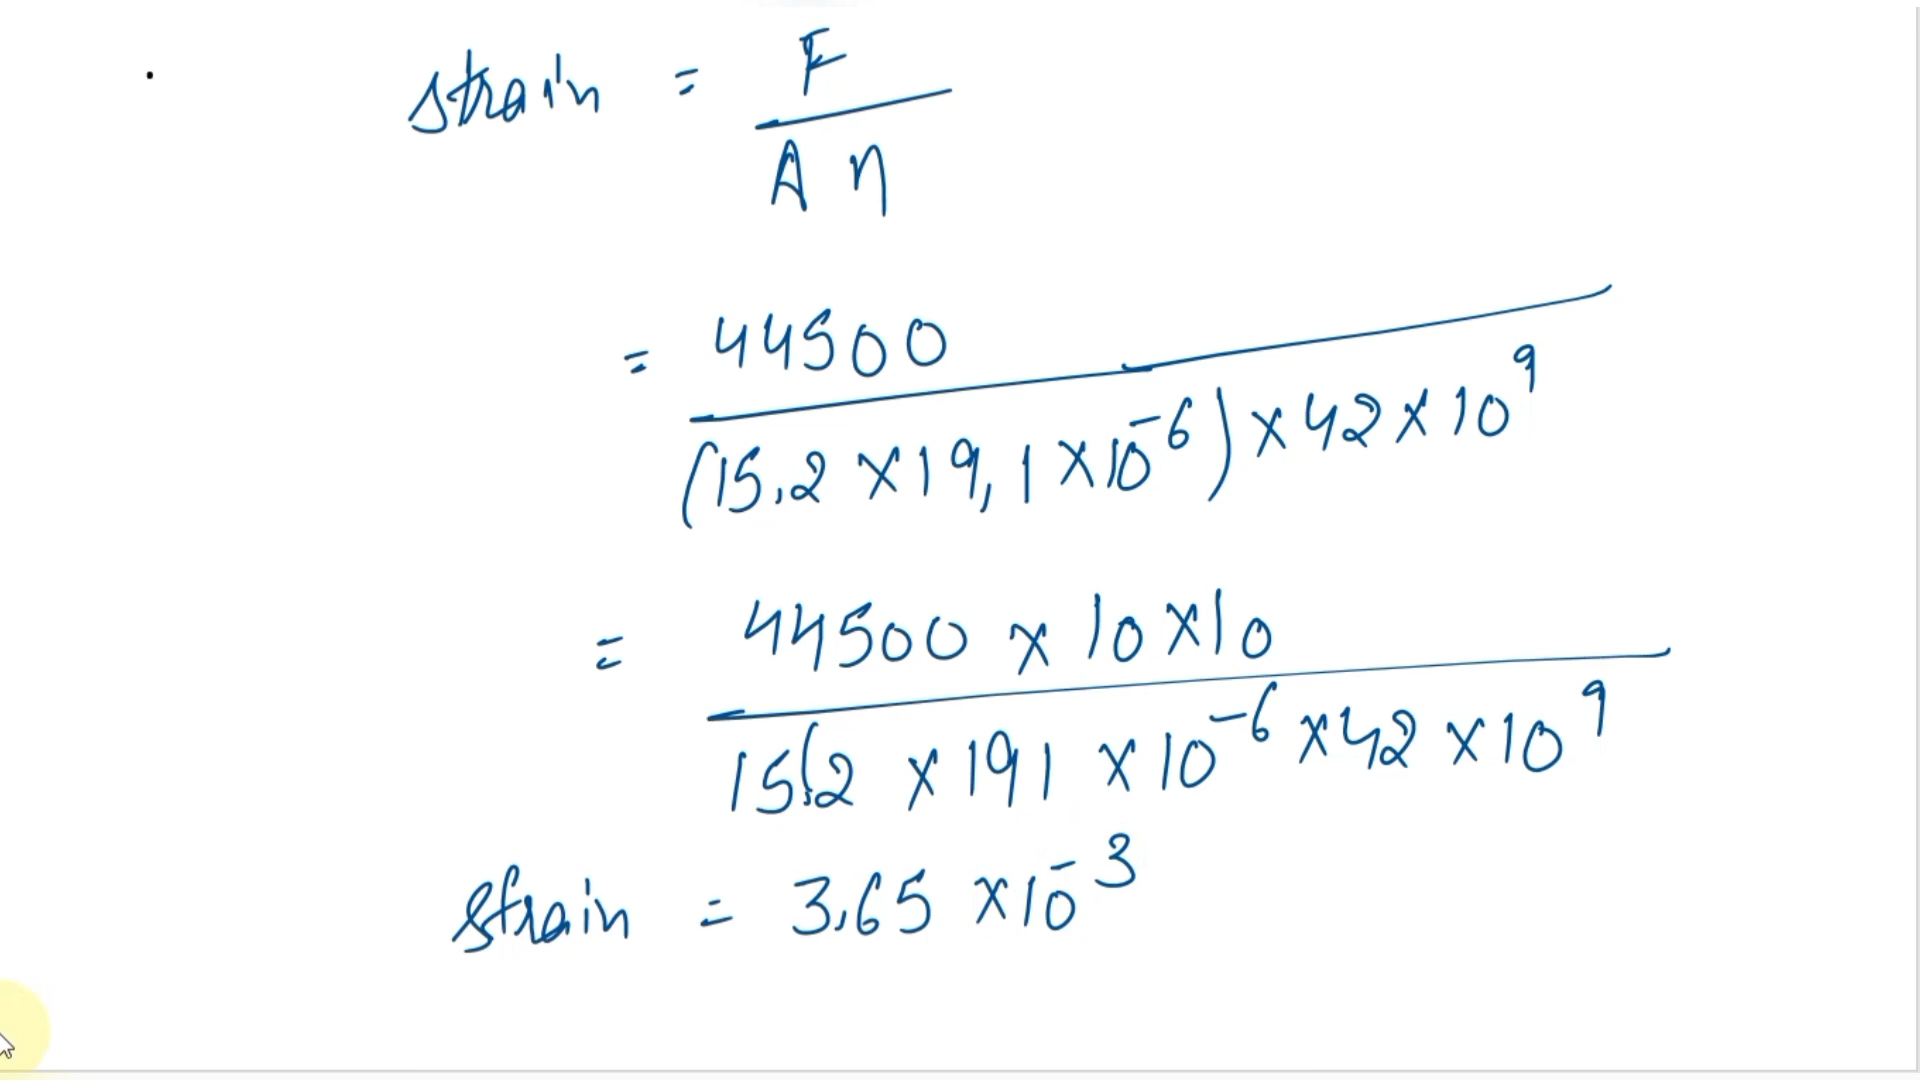 strain = F
A η
= 44500
(15.2 × 19.1 × 10⁻⁶) × 42 × 10⁹
= 44500 × 10 × 10
152 × 191 × 10⁻⁶ × 42 × 10⁹
strain = 3.65 × 10⁻³